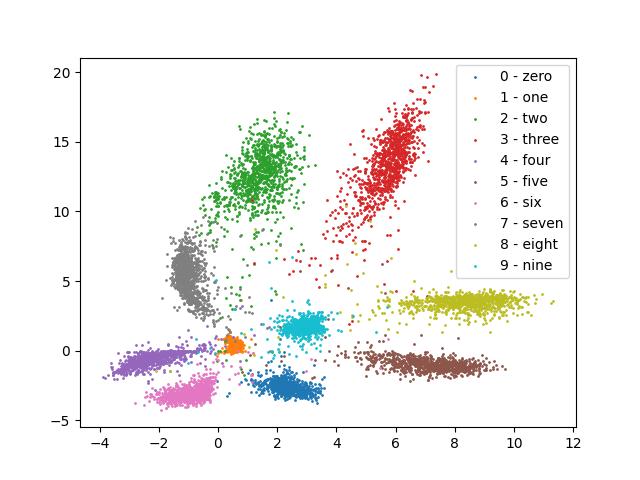 20
15
10
5
0
−5
−4
−2
0
2
4
6
8
10
12
0 - zero
1 - one
2 - two
3 - three
4 - four
5 - five
6 - six
7 - seven
8 - eight
9 - nine